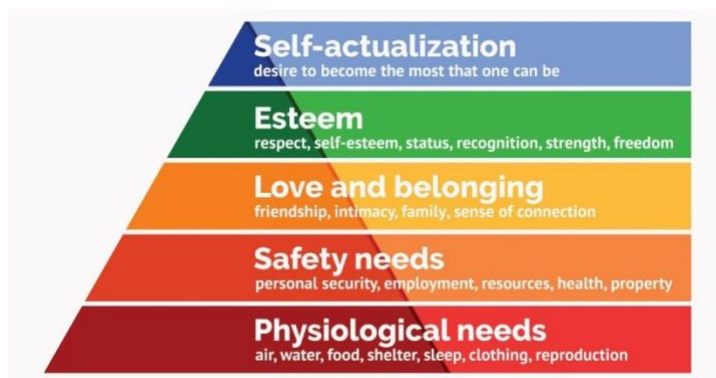 Self-actualization
desire to become the most that one can be
Esteem
respect, self-esteem, status, recognition, strength, freedom
Love and belonging
friendship, intimacy, family, sense of connection
Safety needs
personal security, employment, resources, health, property
Physiological needs
air, water, food, shelter, sleep, clothing, reproduction